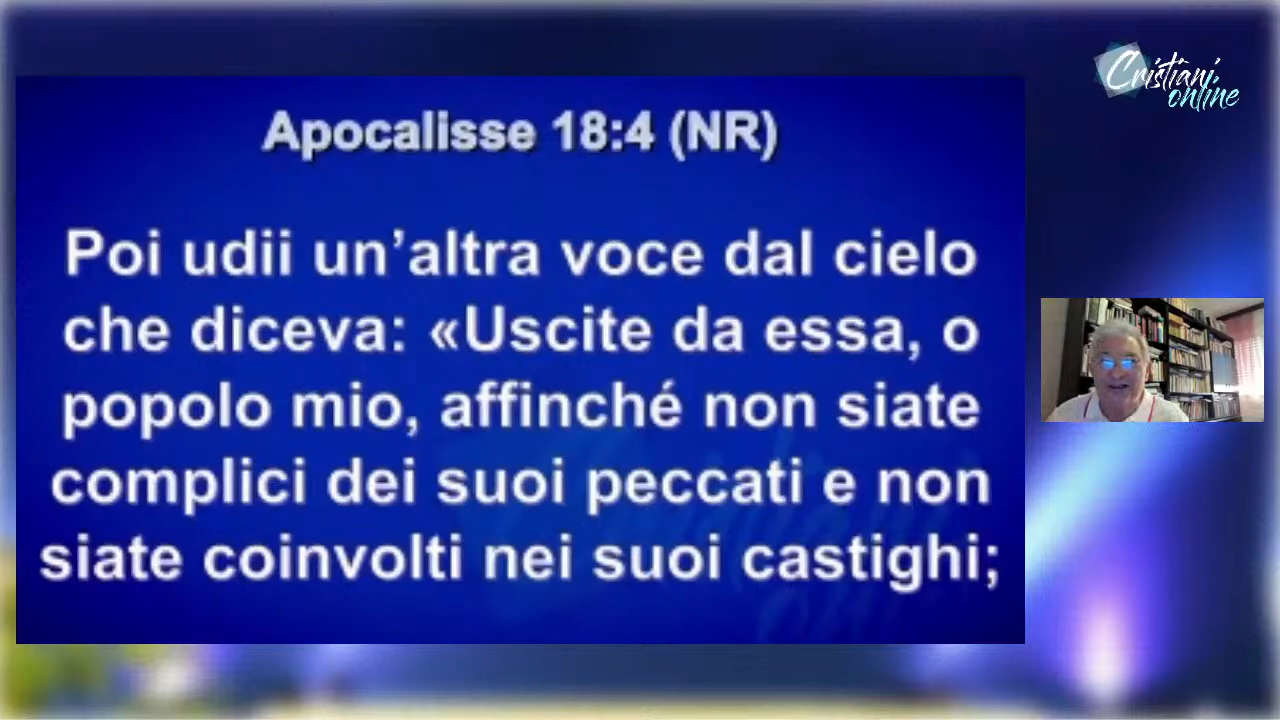 Cristiani
online
Apocalisse 18:4 (NR)
Poi udii un’altra voce dal cielo
che diceva: «Uscite da essa, o
popolo mio, affinché non siate
complici dei suoi peccati e non
siate coinvolti nei suoi castighi;